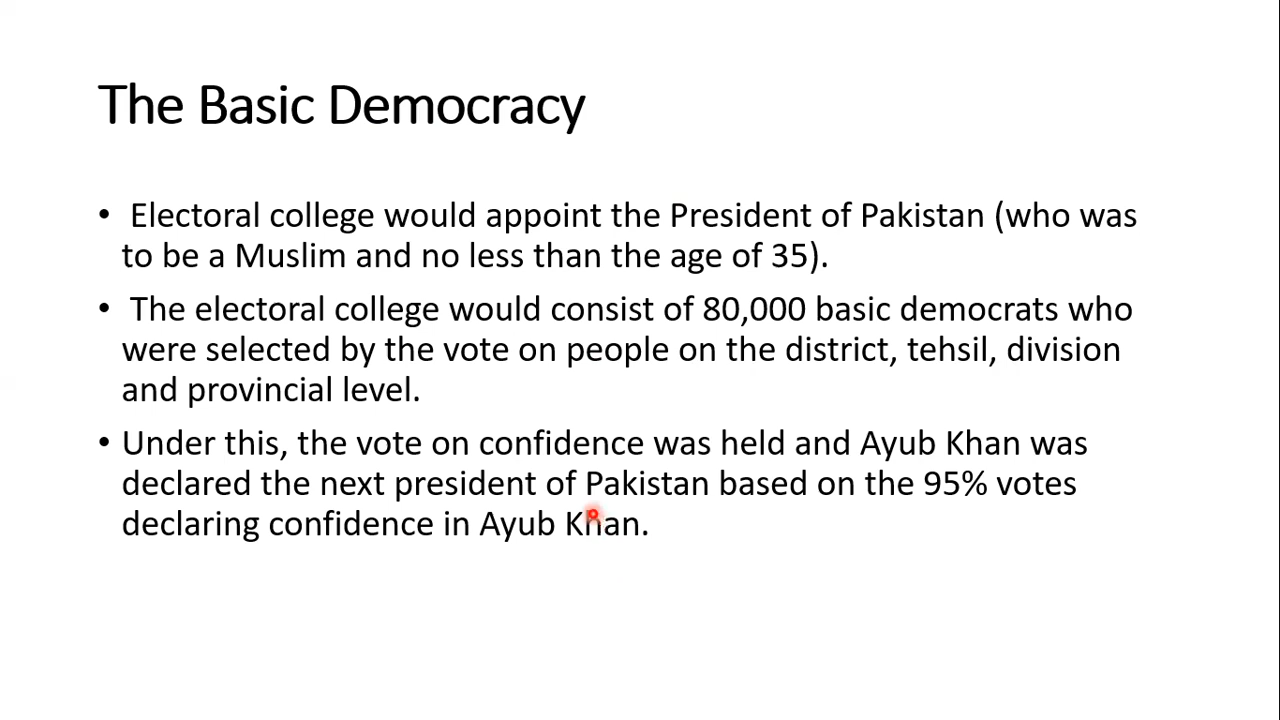 The Basic Democracy
• Electoral college would appoint the President of Pakistan (who was
to be a Muslim and no less than the age of 35).
• The electoral college would consist of 80,000 basic democrats who
were selected by the vote on people on the district, tehsil, division
and provincial level.
• Under this, the vote on confidence was held and Ayub Khan was
declared the next president of Pakistan based on the 95% votes
declaring confidence in Ayub Khan.